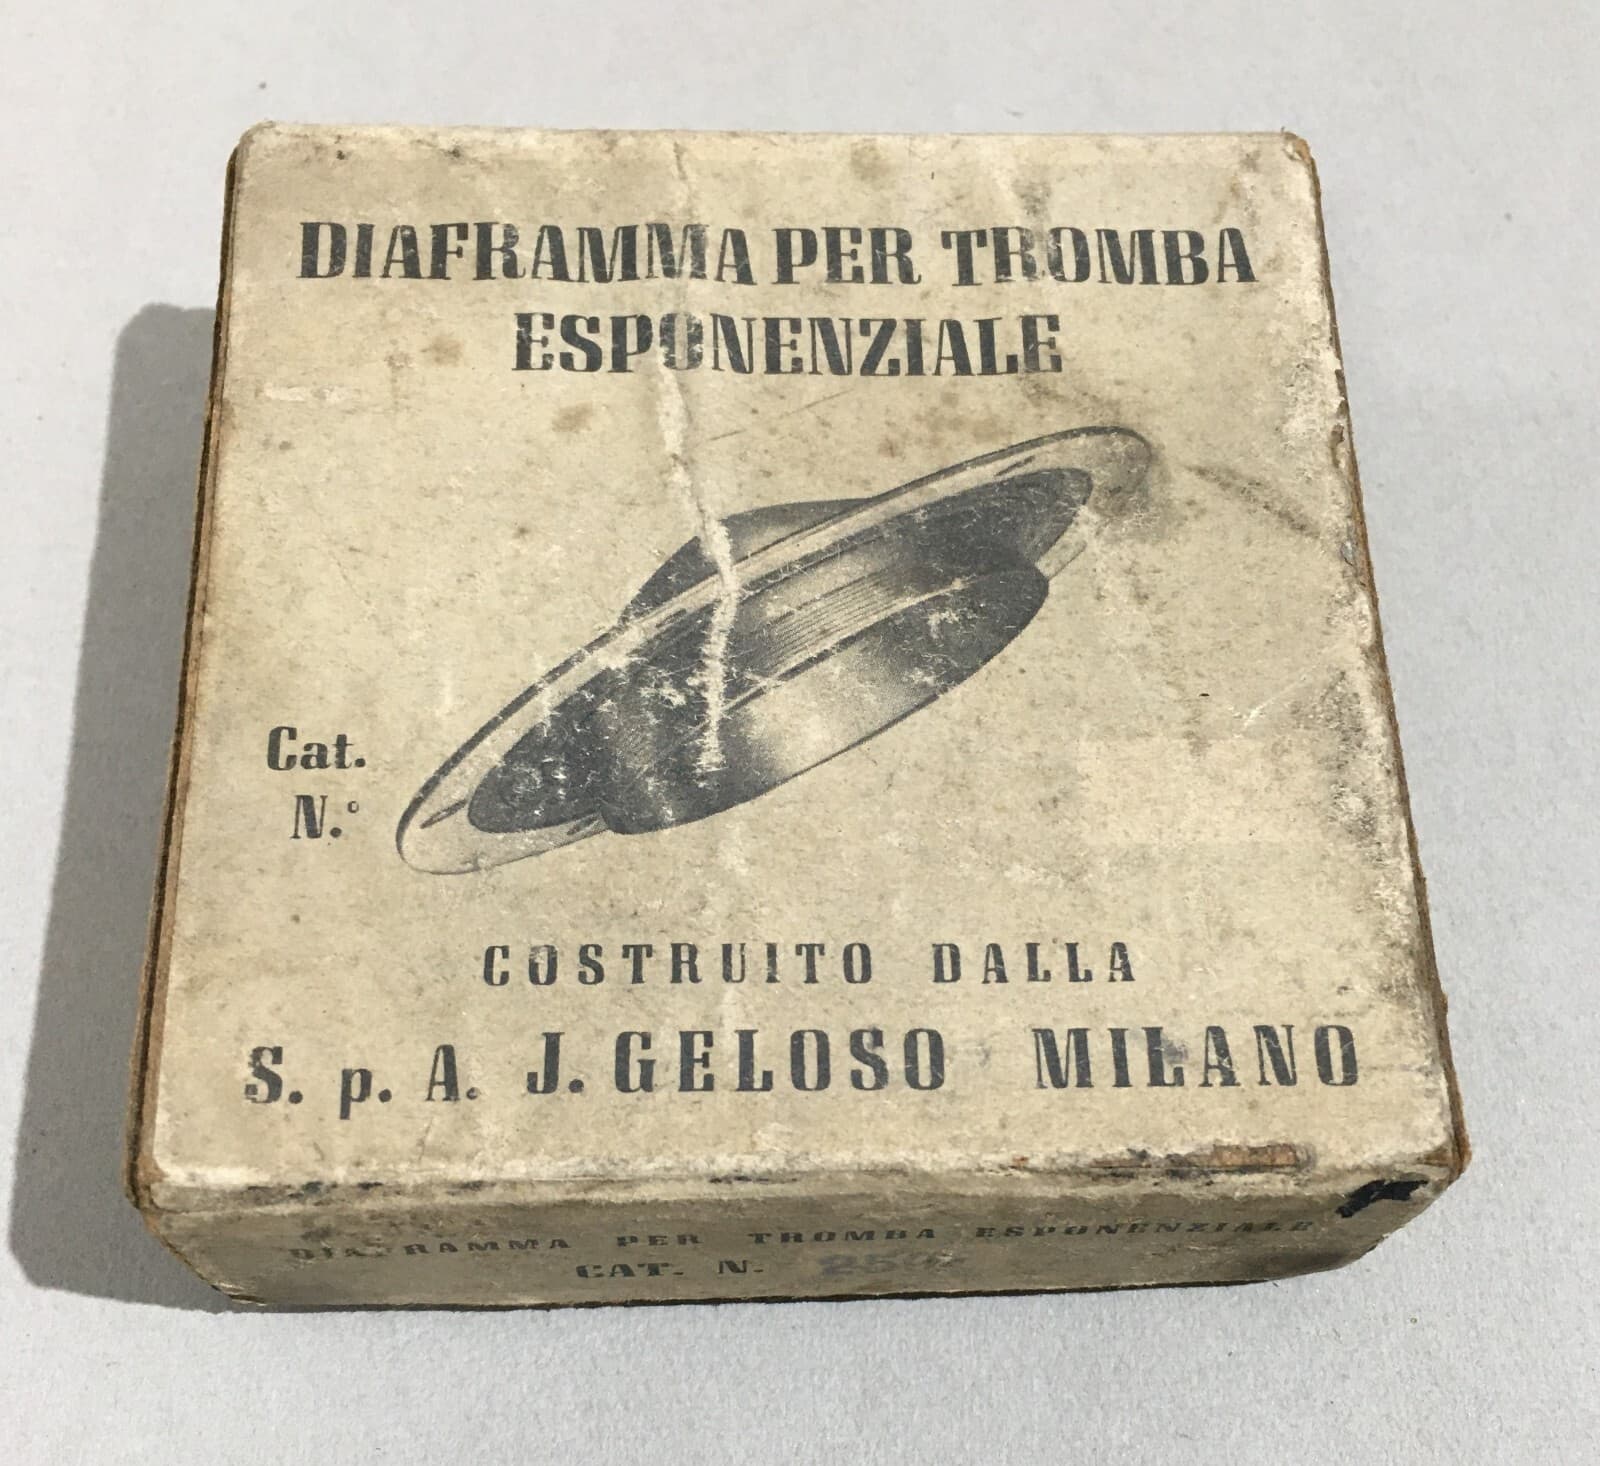 DIAFRAMMA PER TROMBA
ESPONENZIALE
Cat.
N.°
COSTRUITO DALLA
S. p. A. J. GELOSO MILANO
DIAFRAMMA PER TROMBA ESPONENZIALE
CAT. N.